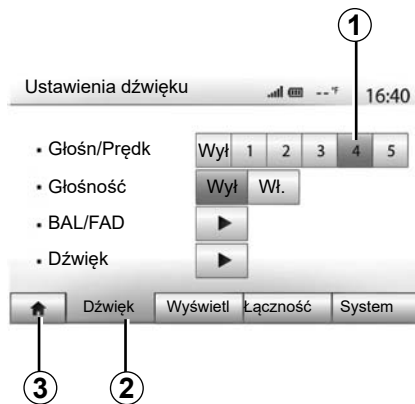 1
Ustawienia dźwięku --°F 16:40
• Głośn/Prędk Wył 1 2 3 4 5
• Głośność Wył Wł.
• BAL/FAD
• Dźwięk
Dźwięk Wyświetl Łączność System
3 2